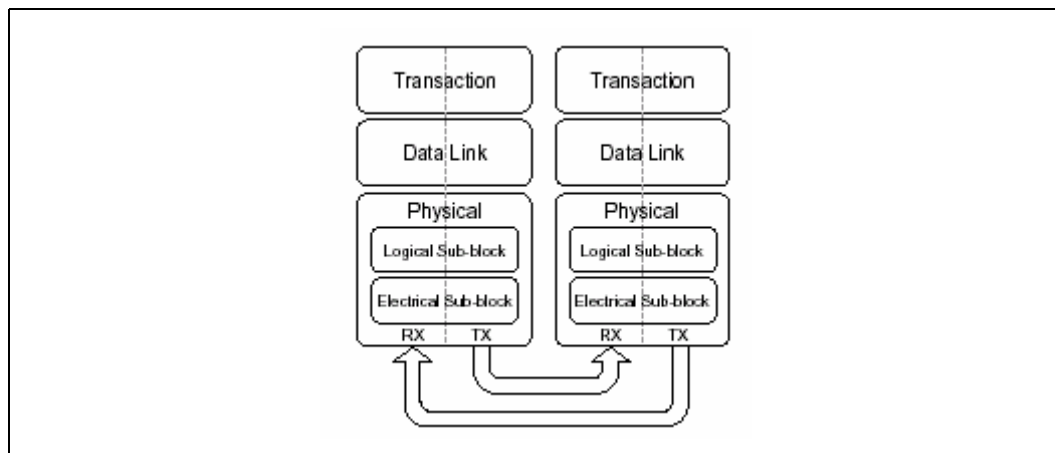 Transaction
Transaction
Data Link
Data Link
Physical
Physical
Logical Sub-block
Logical Sub-block
Electrical Sub-block
Electrical Sub-block
RX TX
RX TX